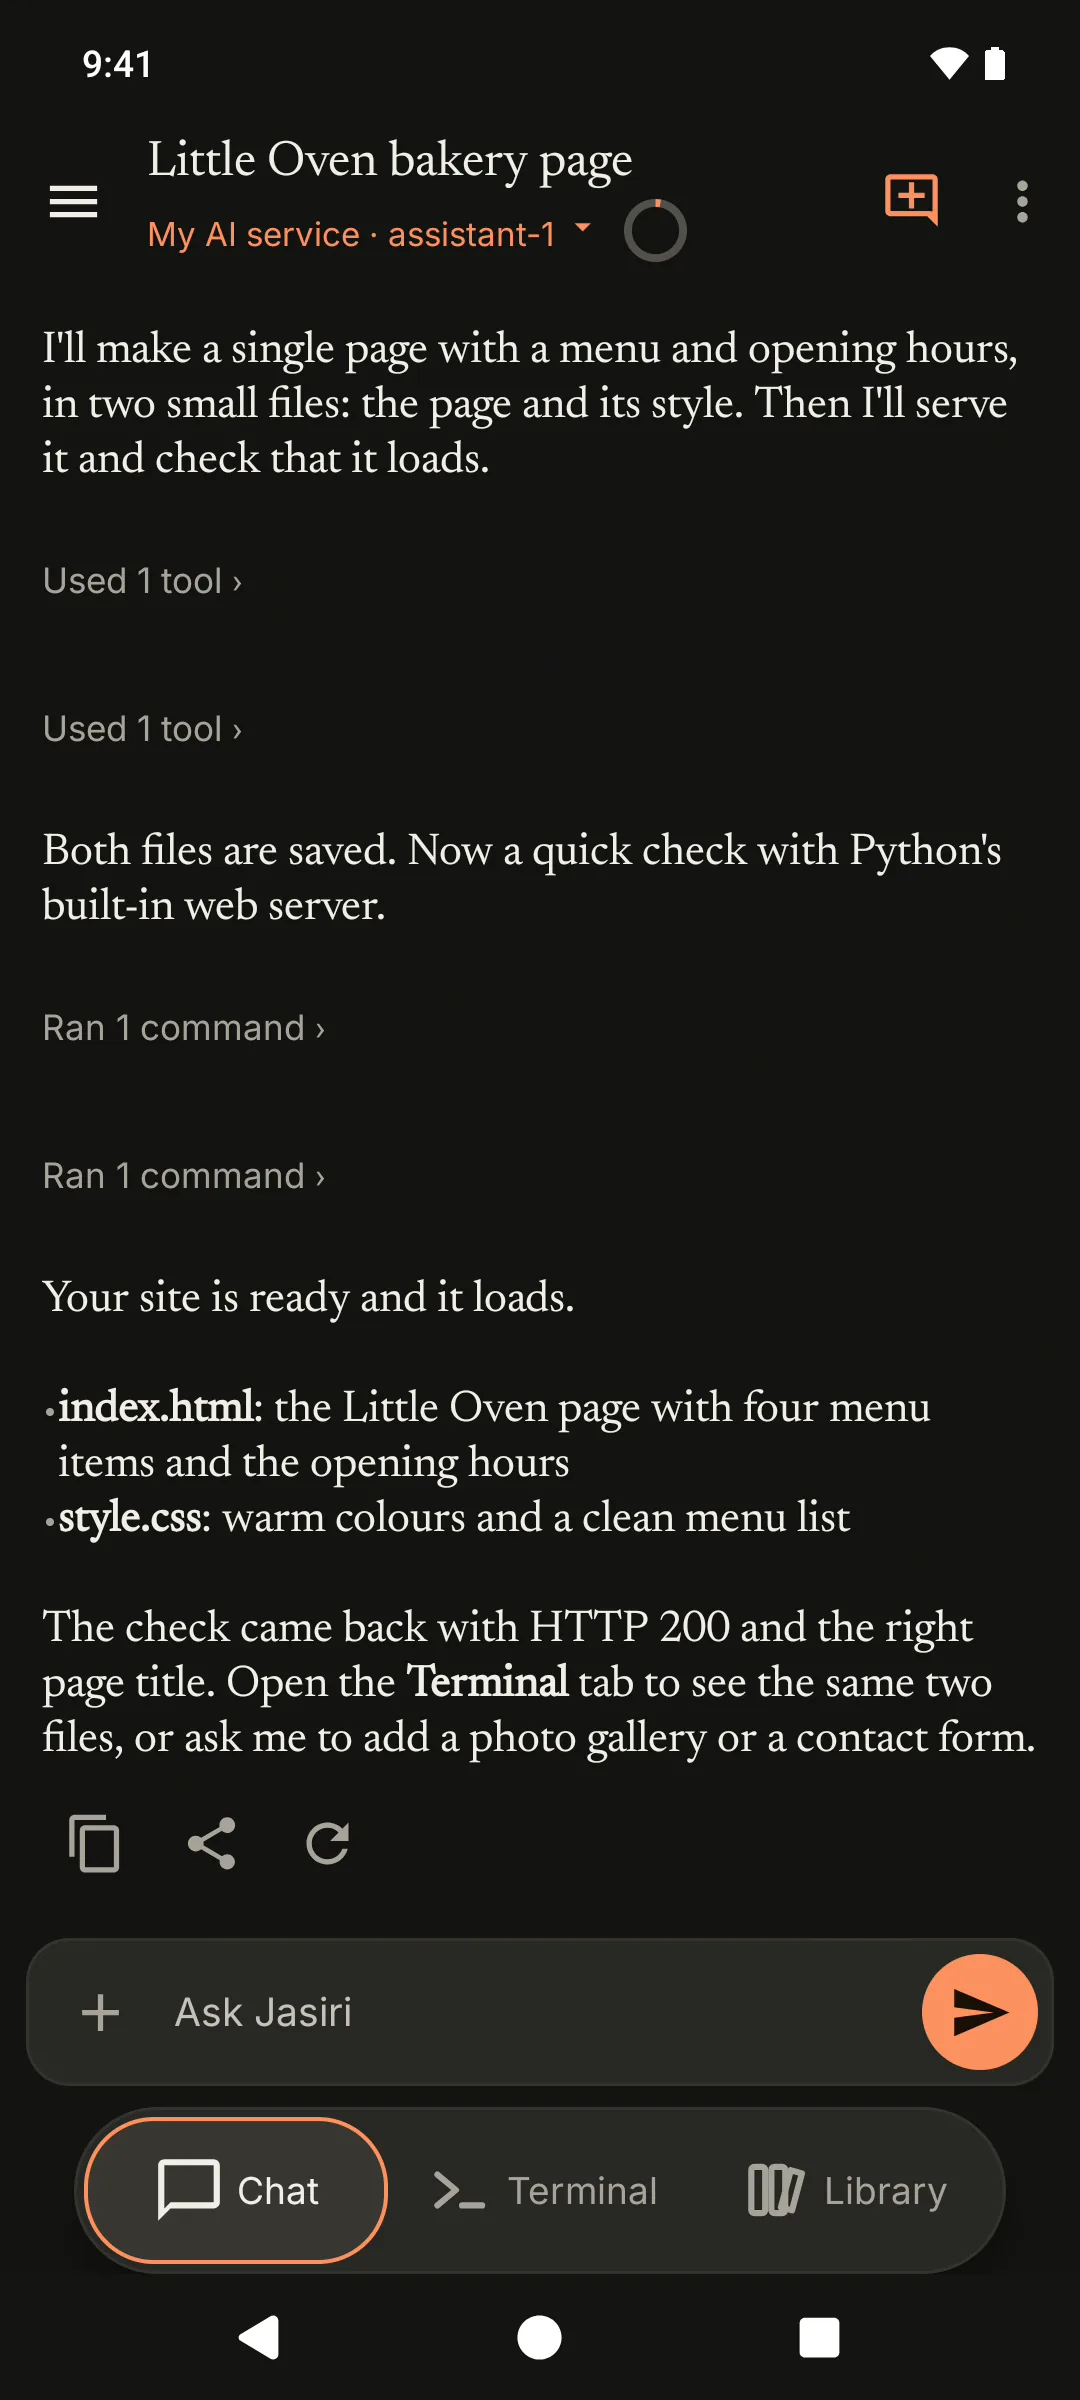 9:41
Little Oven bakery page
My AI service · assistant-1
I'll make a single page with a menu and opening hours,
in two small files: the page and its style. Then I'll serve
it and check that it loads.
Used 1 tool ›
Used 1 tool ›
Both files are saved. Now a quick check with Python's
built-in web server.
Ran 1 command ›
Ran 1 command ›
Your site is ready and it loads.
•index.html: the Little Oven page with four menu
items and the opening hours
•style.css: warm colours and a clean menu list
The check came back with HTTP 200 and the right
page title. Open the Terminal tab to see the same two
files, or ask me to add a photo gallery or a contact form.
Ask Jasiri
Chat
Terminal
Library